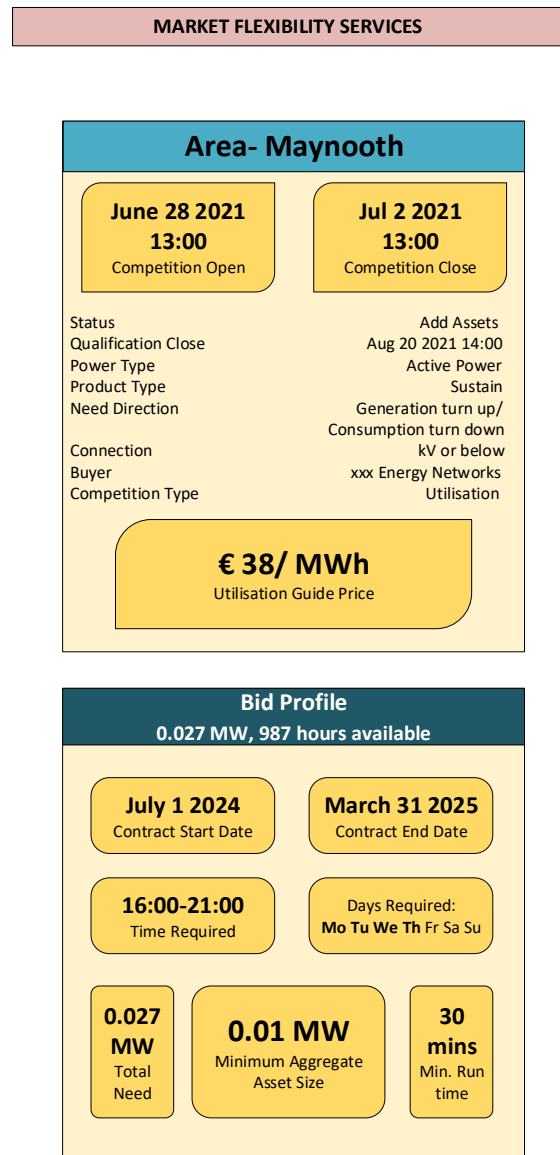 MARKET FLEXIBILITY SERVICES
Area- Maynooth
June 28 2021
13:00
Competition Open
Jul 2 2021
13:00
Competition Close
Status Add Assets
Qualification Close Aug 20 2021 14:00
Power Type Active Power
Product Type Sustain
Need Direction Generation turn up/
Consumption turn down
Connection kV or below
Buyer xxx Energy Networks
Competition Type Utilisation
€ 38/ MWh
Utilisation Guide Price
Bid Profile
0.027 MW, 987 hours available
July 1 2024
Contract Start Date
March 31 2025
Contract End Date
16:00-21:00
Time Required
Days Required:
Mo Tu We Th Fr Sa Su
0.027
MW
Total
Need
0.01 MW
Minimum Aggregate
Asset Size
30
mins
Min. Run
time